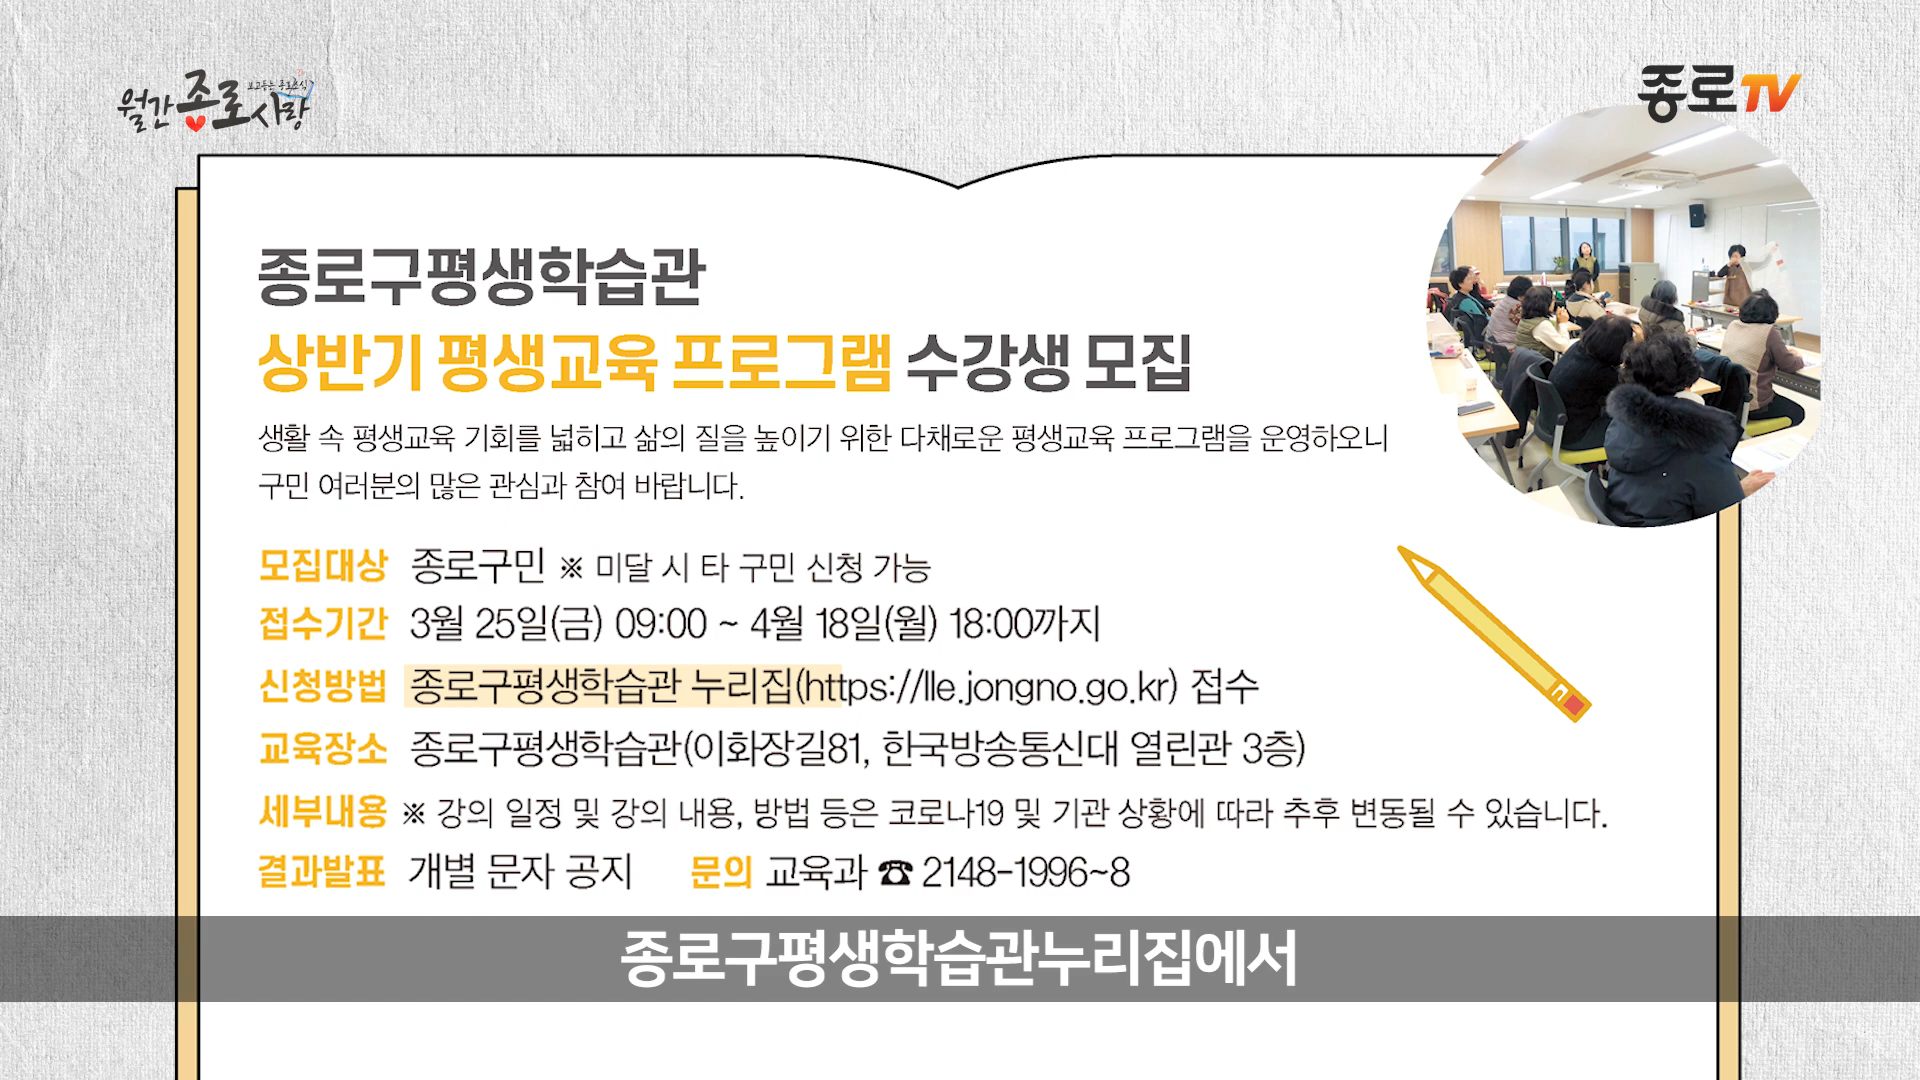 월간 종로 사랑
보고듣는 종로소식
종로TV
종로구평생학습관
상반기 평생교육 프로그램 수강생 모집
생활 속 평생교육 기회를 넓히고 삶의 질을 높이기 위한 다채로운 평생교육 프로그램을 운영하오니
구민 여러분의 많은 관심과 참여 바랍니다.
모집대상 종로구민 ※ 미달 시 타 구민 신청 가능
접수기간 3월 25일(금) 09:00 ~ 4월 18일(월) 18:00까지
신청방법 종로구평생학습관 누리집(https://lle.jongno.go.kr) 접수
교육장소 종로구평생학습관(이화장길81, 한국방송통신대 열린관 3층)
세부내용 ※ 강의 일정 및 강의 내용, 방법 등은 코로나19 및 기관 상황에 따라 추후 변동될 수 있습니다.
결과발표 개별 문자 공지 문의 교육과 ☎ 2148-1996~8
종로구평생학습관누리집에서